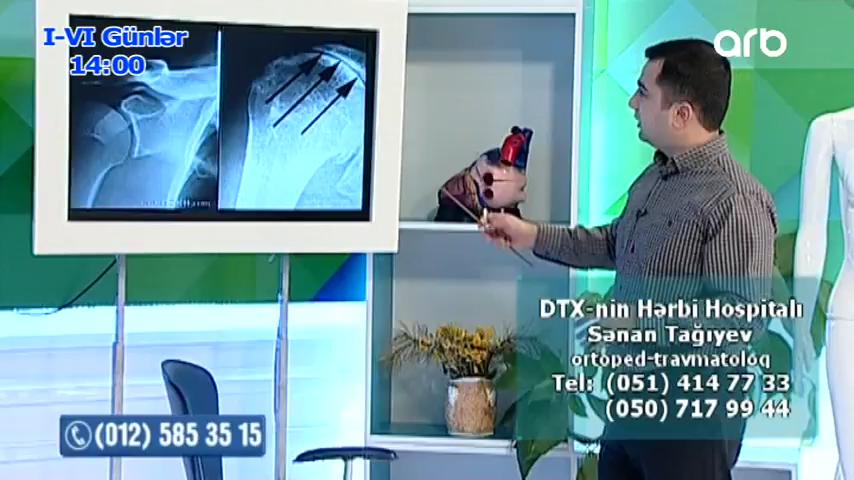 I-VI Günlər
14:00
arb
DTX-nin Hərbi Hospitalı
Sənan Tağıyev
ortoped-travmatoloq
Tel: (051) 414 77 33
(050) 717 99 44
(012) 585 35 15